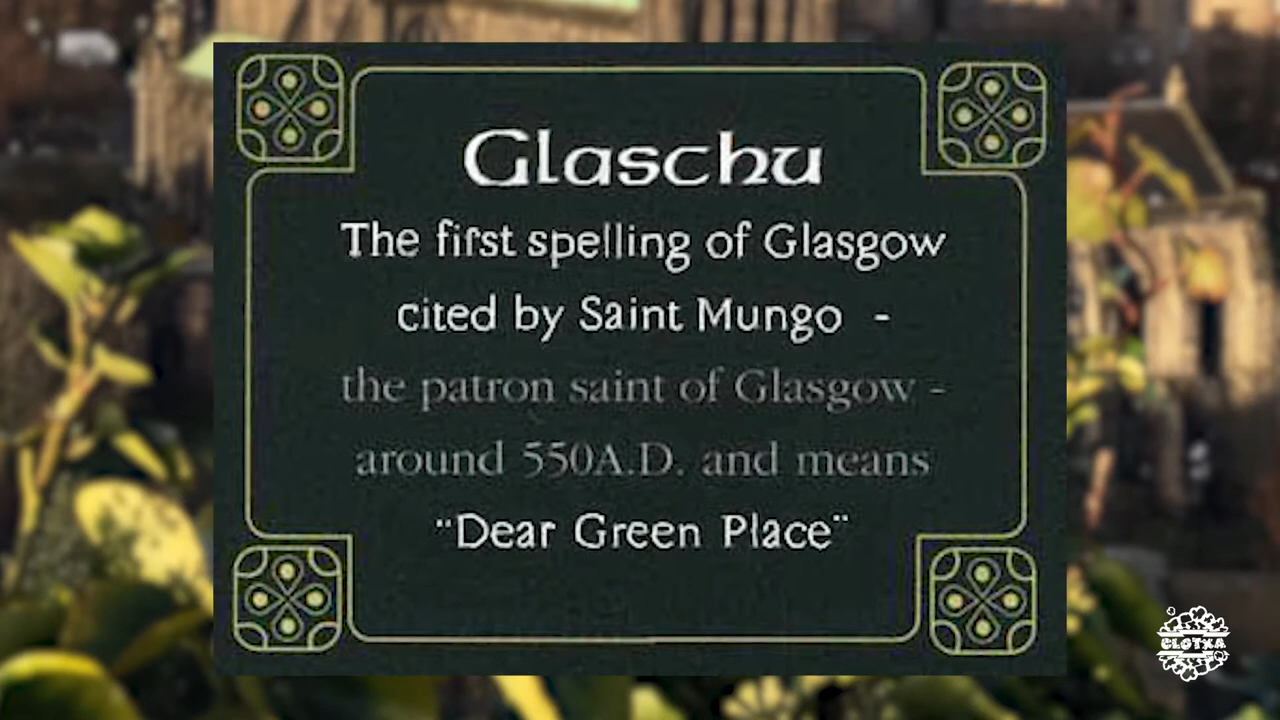 Glaschu
The first spelling of Glasgow
cited by Saint Mungo -
the patron saint of Glasgow -
around 550A.D. and means
"Dear Green Place"
CLOTXA